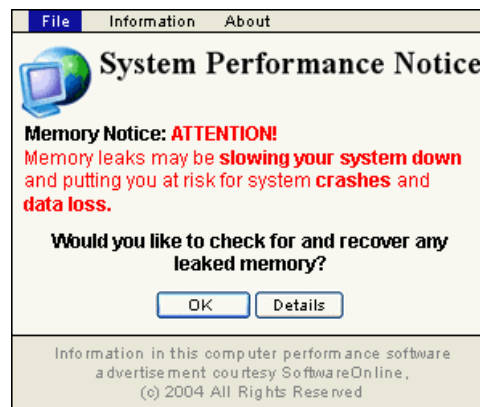 File Information About
System Performance Notice
Memory Notice: ATTENTION!
Memory leaks may be slowing your system down
and putting you at risk for system crashes and
data loss.
Would you like to check for and recover any
leaked memory?
OK Details
Information in this computer performance software
advertisement courtesy SoftwareOnline,
(c) 2004 All Rights Reserved